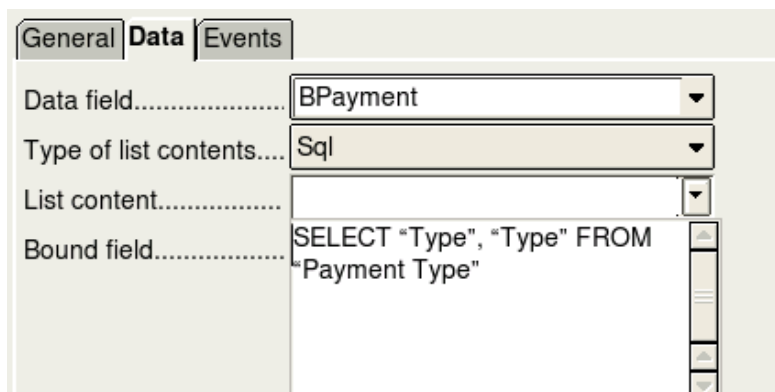 General Data Events
Data field..................... BPayment
Type of list contents.... Sql
List content.................
Bound field................... SELECT “Type”, “Type” FROM
“Payment Type”